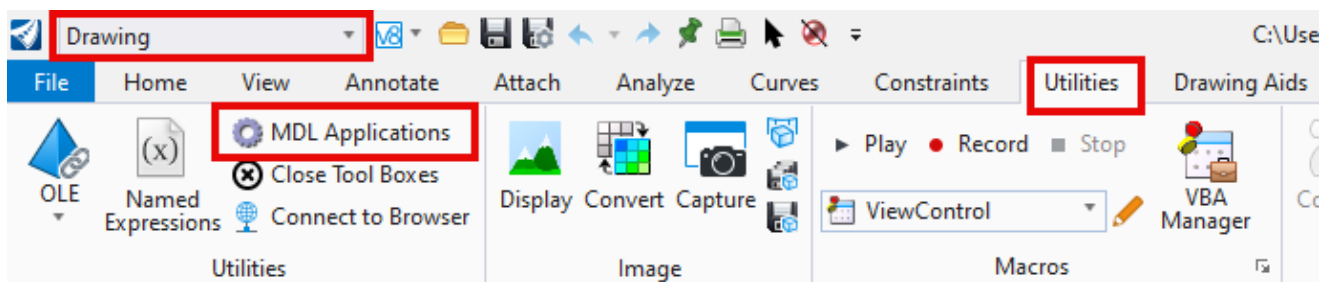 Drawing
V8
C:\Use
File Home View Annotate Attach Analyze Curves Constraints Utilities Drawing Aids
(x)
MDL Applications
Play Record Stop
Close Tool Boxes
OLE
Named Expressions
Display Convert Capture
Connect to Browser
ViewControl
VBA Manager
Utilities Image Macros